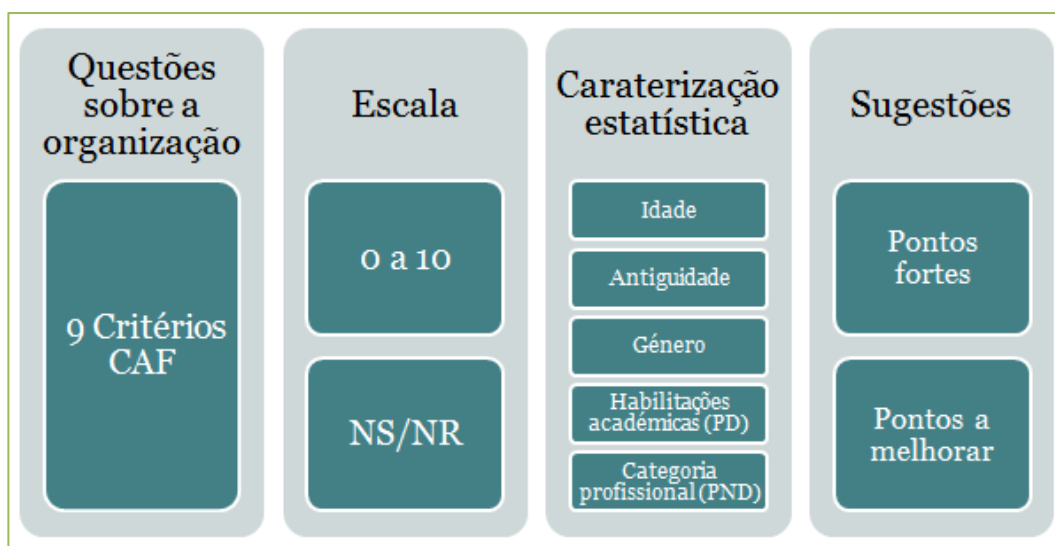 Questões
sobre a
organização
9 Critérios
CAF
Escala
0 a 10
NS/NR
Caraterização
estatística
Idade
Antiguidade
Género
Habilitações
académicas (PD)
Categoria
profissional (PND)
Sugestões
Pontos
fortes
Pontos a
melhorar